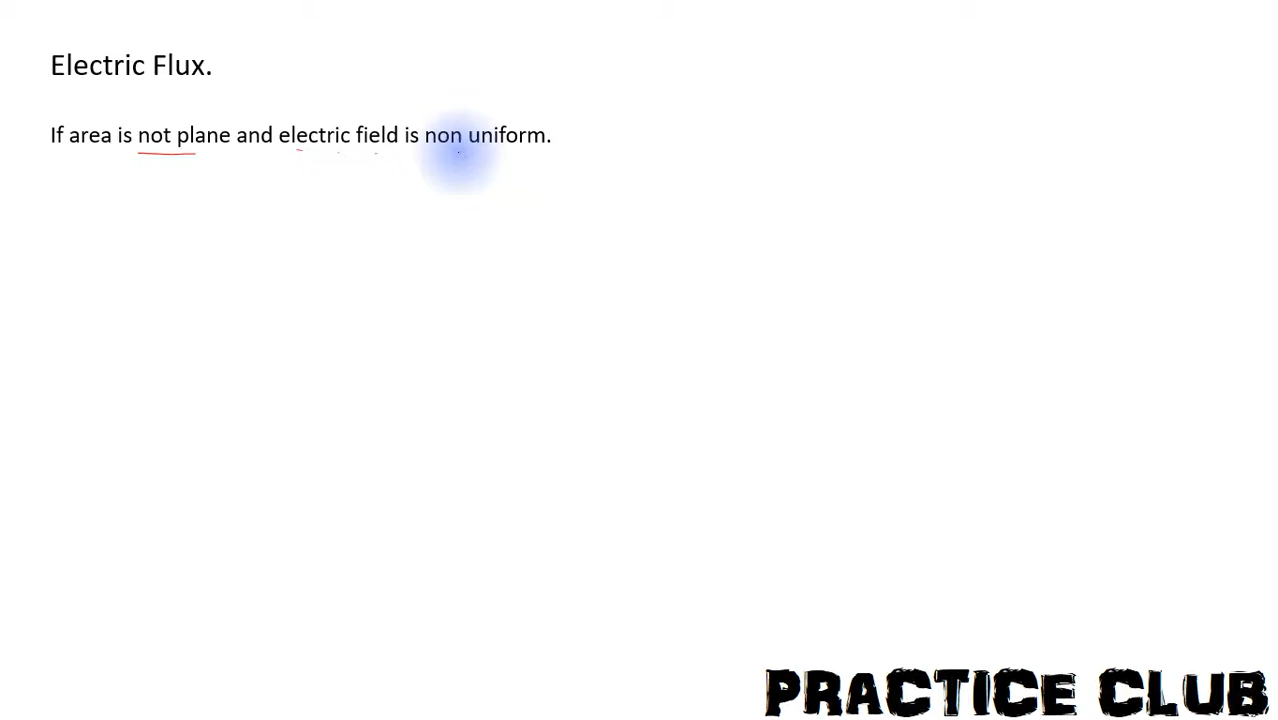 Electric Flux.
If area is not plane and electric field is non uniform.
PRACTICE CLUB